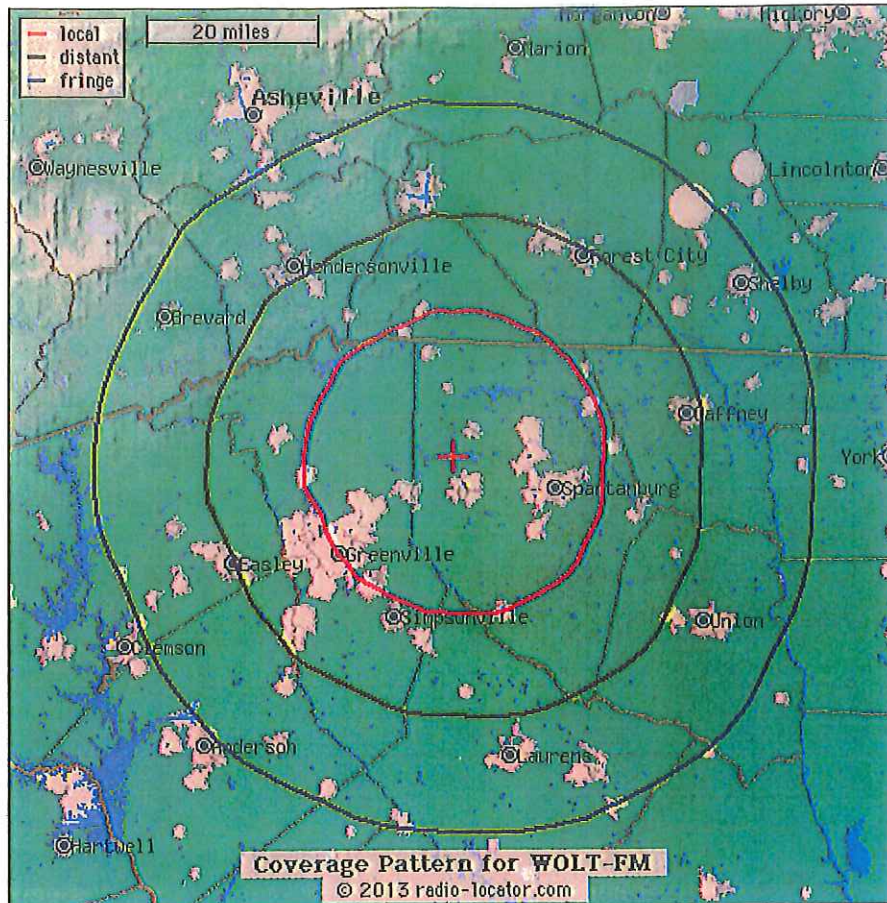 local
distant
fringe
20 miles
Morganton
Hickory
Marion
Asheville
Waynesville
Lincolnton
Hendersonville
Forest City
Shelby
Brevard
Gaffney
York
Spartanburg
Greenville
Easley
Simpsonville
Union
Clemson
Anderson
Laurens
Hartwell
Coverage Pattern for WOLT-FM
© 2013 radio-locator.com